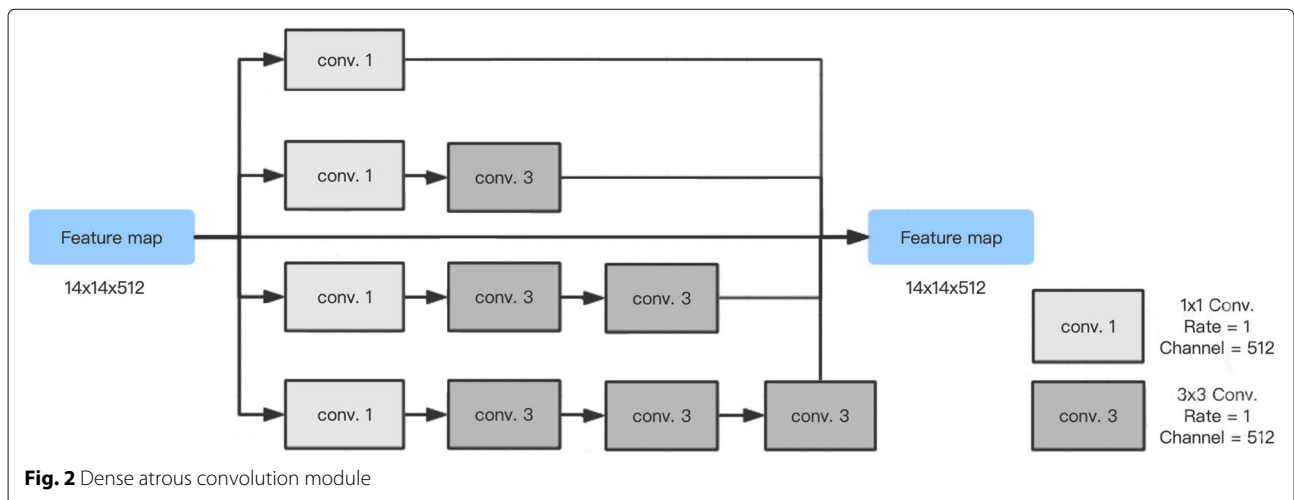 conv. 1
conv. 1
conv. 3
Feature map
Feature map
14x14x512
14x14x512
conv. 1
conv. 3
conv. 3
conv. 1
1x1 Conv.
Rate = 1
Channel = 512
conv. 1
conv. 3
conv. 3
conv. 3
conv. 3
3x3 Conv.
Rate = 1
Channel = 512
Fig. 2 Dense atrous convolution module